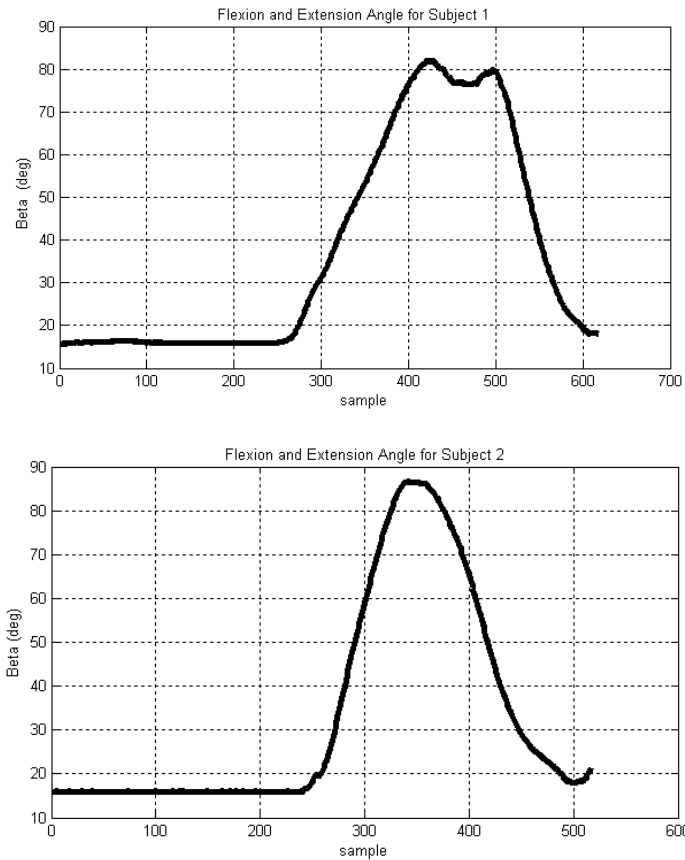 Flexion and Extension Angle for Subject 1
90
80
70
60
50
40
30
20
10
Beta (deg)
0 100 200 300 400 500 600 700
sample
Flexion and Extension Angle for Subject 2
90
80
70
60
50
40
30
20
10
Beta (deg)
0 100 200 300 400 500 600
sample